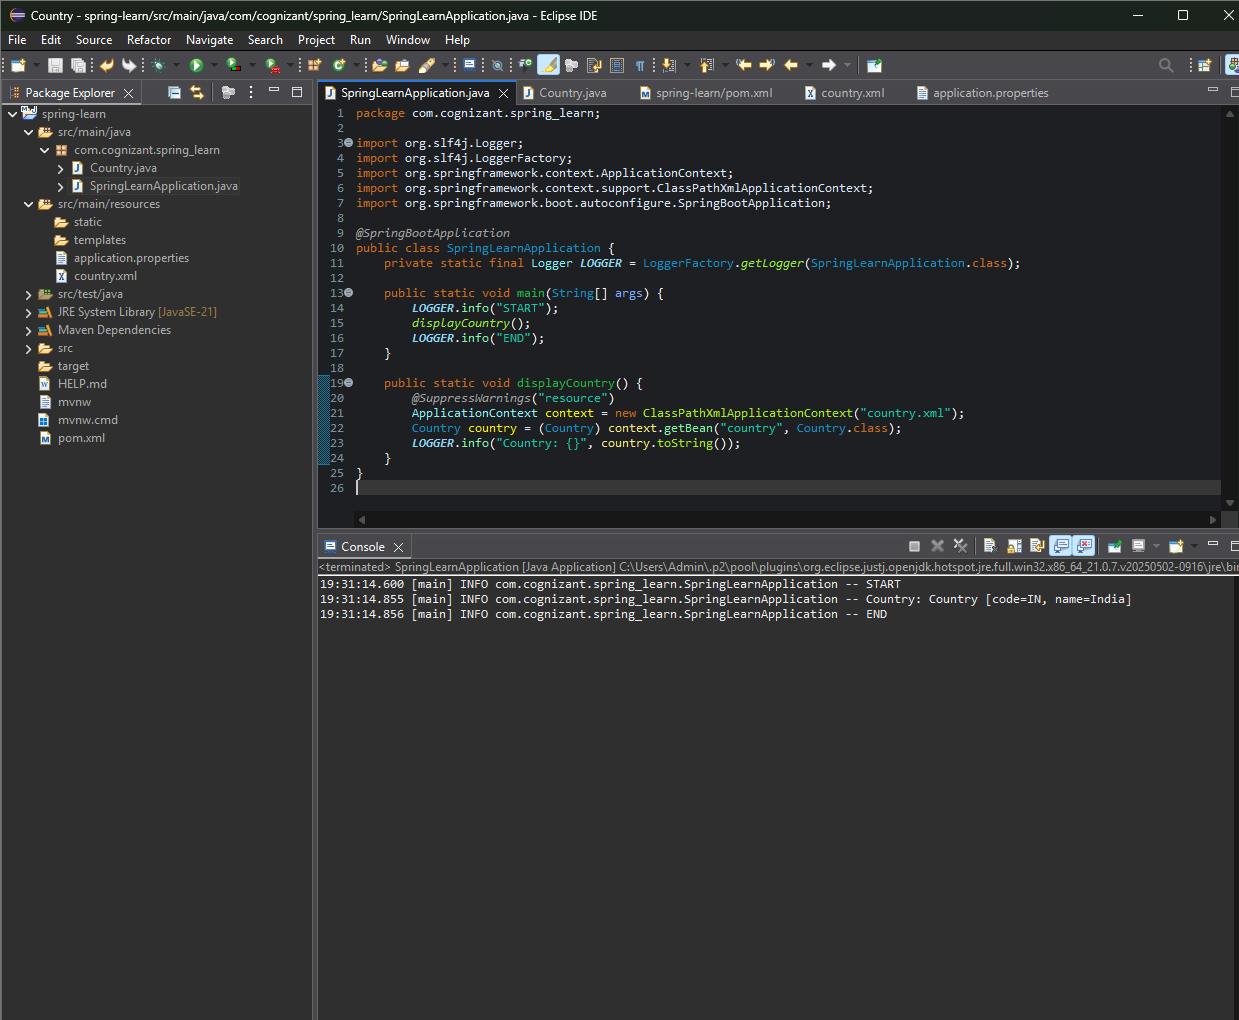 Country - spring-learn/src/main/java/com/cognizant/spring_learn/SpringLearnApplication.java - Eclipse IDE
File Edit Source Refactor Navigate Search Project Run Window Help
Package Explorer
spring-learn
src/main/java
com.cognizant.spring_learn
Country.java
SpringLearnApplication.java
src/main/resources
static
templates
application.properties
country.xml
src/test/java
JRE System Library [JavaSE-21]
Maven Dependencies
src
target
HELP.md
mvnw
mvnw.cmd
pom.xml
SpringLearnApplication.java Country.java spring-learn/pom.xml country.xml application.properties
1 package com.cognizant.spring_learn;
2
3 import org.slf4j.Logger;
4 import org.slf4j.LoggerFactory;
5 import org.springframework.context.ApplicationContext;
6 import org.springframework.context.support.ClassPathXmlApplicationContext;
7 import org.springframework.boot.autoconfigure.SpringBootApplication;
8
9 @SpringBootApplication
10 public class SpringLearnApplication {
11 private static final Logger LOGGER = LoggerFactory.getLogger(SpringLearnApplication.class);
12
13 public static void main(String[] args) {
14 LOGGER.info("START");
15 displayCountry();
16 LOGGER.info("END");
17 }
18
19 public static void displayCountry() {
20 @SuppressWarnings("resource")
21 ApplicationContext context = new ClassPathXmlApplicationContext("country.xml");
22 Country country = (Country) context.getBean("country", Country.class);
23 LOGGER.info("Country: {}", country.toString());
24 }
25 }
26
Console
<terminated> SpringLearnApplication [Java Application] C:\Users\Admin\.p2\pool\plugins\org.eclipse.justj.openjdk.hotspot.jre.full.win32.x86_64_21.0.7.v20250502-0916\jre\bin
19:31:14.600 [main] INFO com.cognizant.spring_learn.SpringLearnApplication -- START
19:31:14.855 [main] INFO com.cognizant.spring_learn.SpringLearnApplication -- Country: Country [code=IN, name=India]
19:31:14.856 [main] INFO com.cognizant.spring_learn.SpringLearnApplication -- END